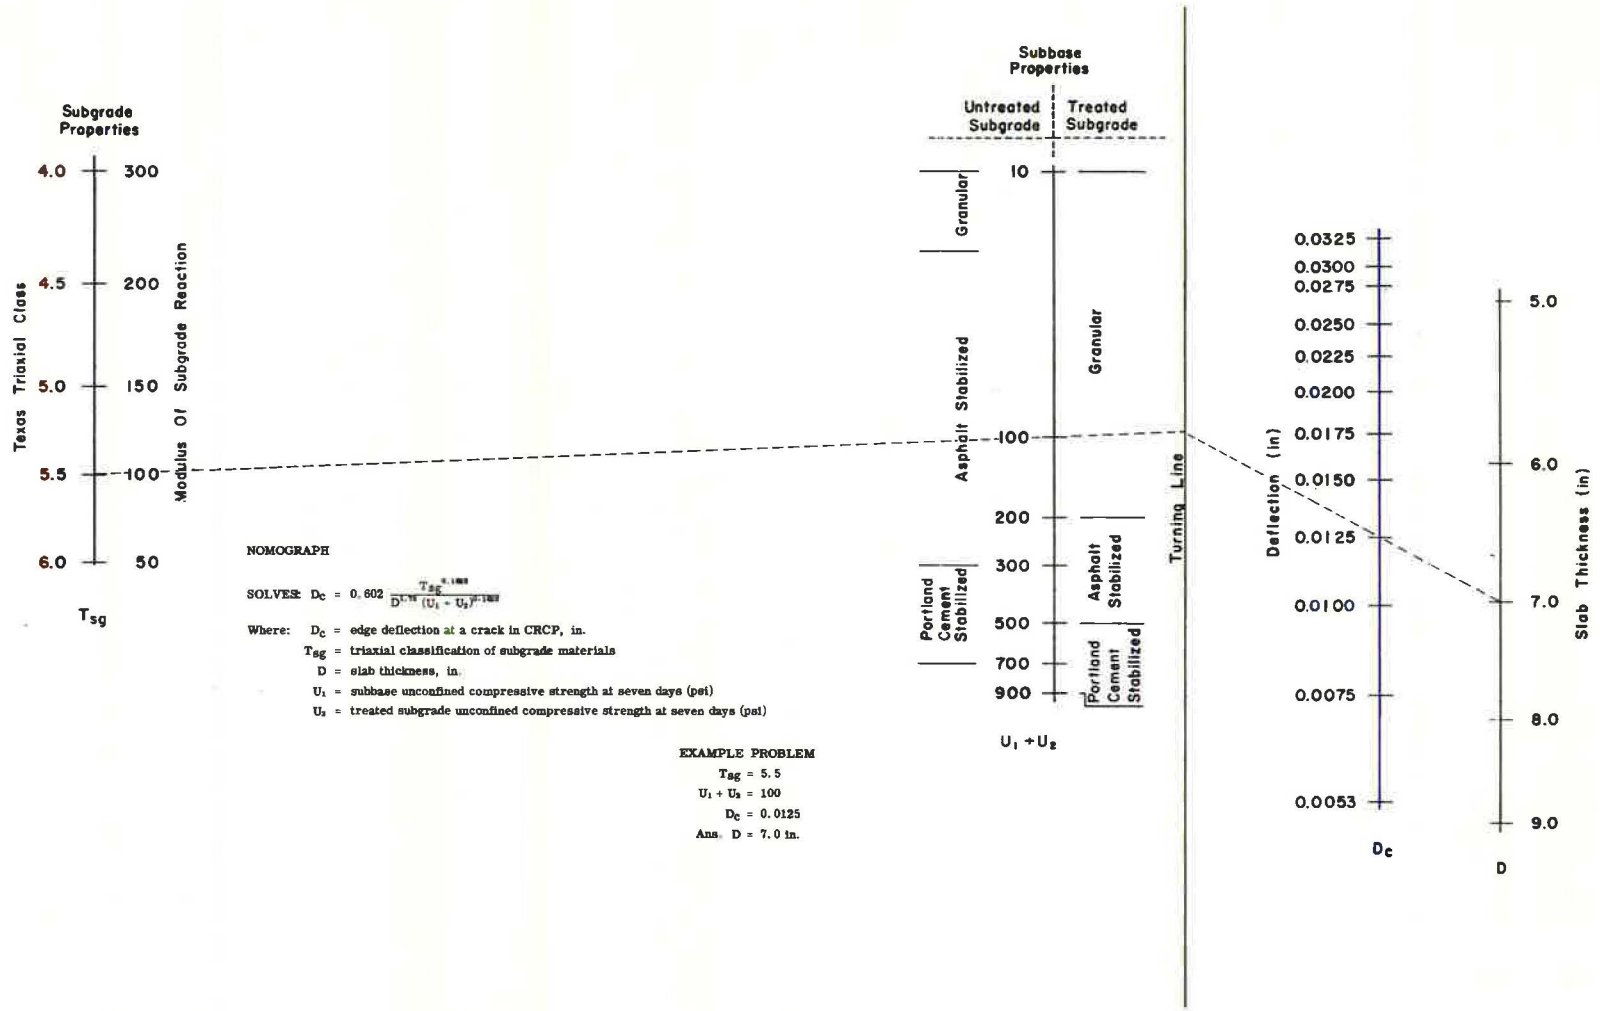 Subgrade
Properties
4.0 300
4.5 200
5.0 150
5.5 100
6.0 50
Tsg
Texas Triaxial Class
Modulus Of Subgrade Reaction
Subbase
Properties
Untreated
Subgrade
Treated
Subgrade
10
100
200
300
500
700
900
U₁ + U₂
Granular
Asphalt Stabilized
Portland
Cement
Stabilized
Granular
Asphalt
Stabilized
Portland
Cement
Stabilized
Turning Line
Deflection (in)
0.0325
0.0300
0.0275
0.0250
0.0225
0.0200
0.0175
0.0150
0.0125
0.0100
0.0075
0.0053
Dc
5.0
6.0
7.0
8.0
9.0
D
Slab Thickness (in)
NOMOGRAPH
SOLVES: Dc = 0.602 Tsg
D (U₁ + U₂)
Where: Dc = edge deflection at a crack in CRCP, in.
Tsg = triaxial classification of subgrade materials
D = slab thickness, in.
U₁ = subbase unconfined compressive strength at seven days (psi)
U₂ = treated subgrade unconfined compressive strength at seven days (psi)
EXAMPLE PROBLEM
Tsg = 5.5
U₁ + U₂ = 100
Dc = 0.0125
Ans. D = 7.0 in.